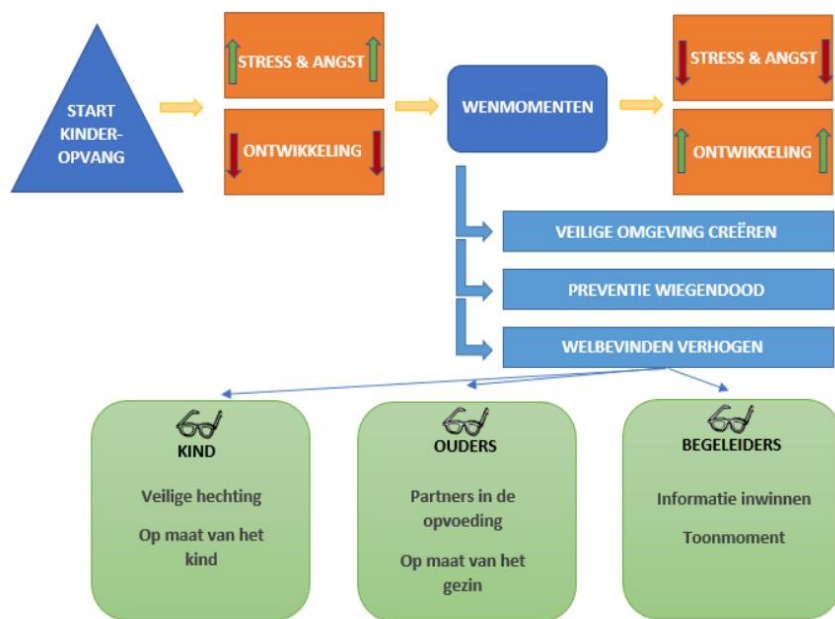 START
KINDER-
OPVANG
STRESS & ANGST
ONTWIKKELING
WENMOMENTEN
STRESS & ANGST
ONTWIKKELING
VEILIGE OMGEVING CREËREN
PREVENTIE WIEGENDOOD
WELBEVINDEN VERHOGEN
KIND
Veilige hechting
Op maat van het
kind
OUDERS
Partners in de
opvoeding
Op maat van het
gezin
BEGELEIDERS
Informatie inwinnen
Toonmoment